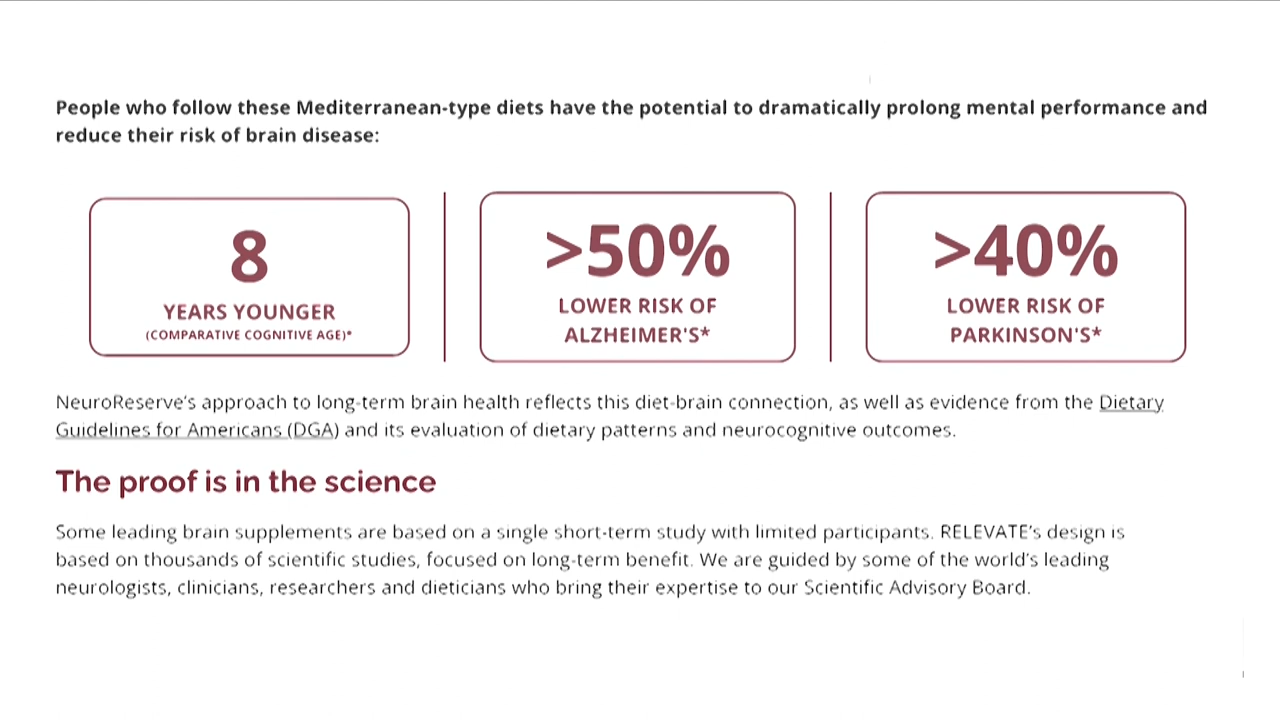 People who follow these Mediterranean-type diets have the potential to dramatically prolong mental performance and
reduce their risk of brain disease:
8
YEARS YOUNGER
(COMPARATIVE COGNITIVE AGE)*
>50%
LOWER RISK OF
ALZHEIMER'S*
>40%
LOWER RISK OF
PARKINSON'S*
NeuroReserve's approach to long-term brain health reflects this diet-brain connection, as well as evidence from the Dietary
Guidelines for Americans (DGA) and its evaluation of dietary patterns and neurocognitive outcomes.
The proof is in the science
Some leading brain supplements are based on a single short-term study with limited participants. RELEVATE's design is
based on thousands of scientific studies, focused on long-term benefit. We are guided by some of the world's leading
neurologists, clinicians, researchers and dieticians who bring their expertise to our Scientific Advisory Board.